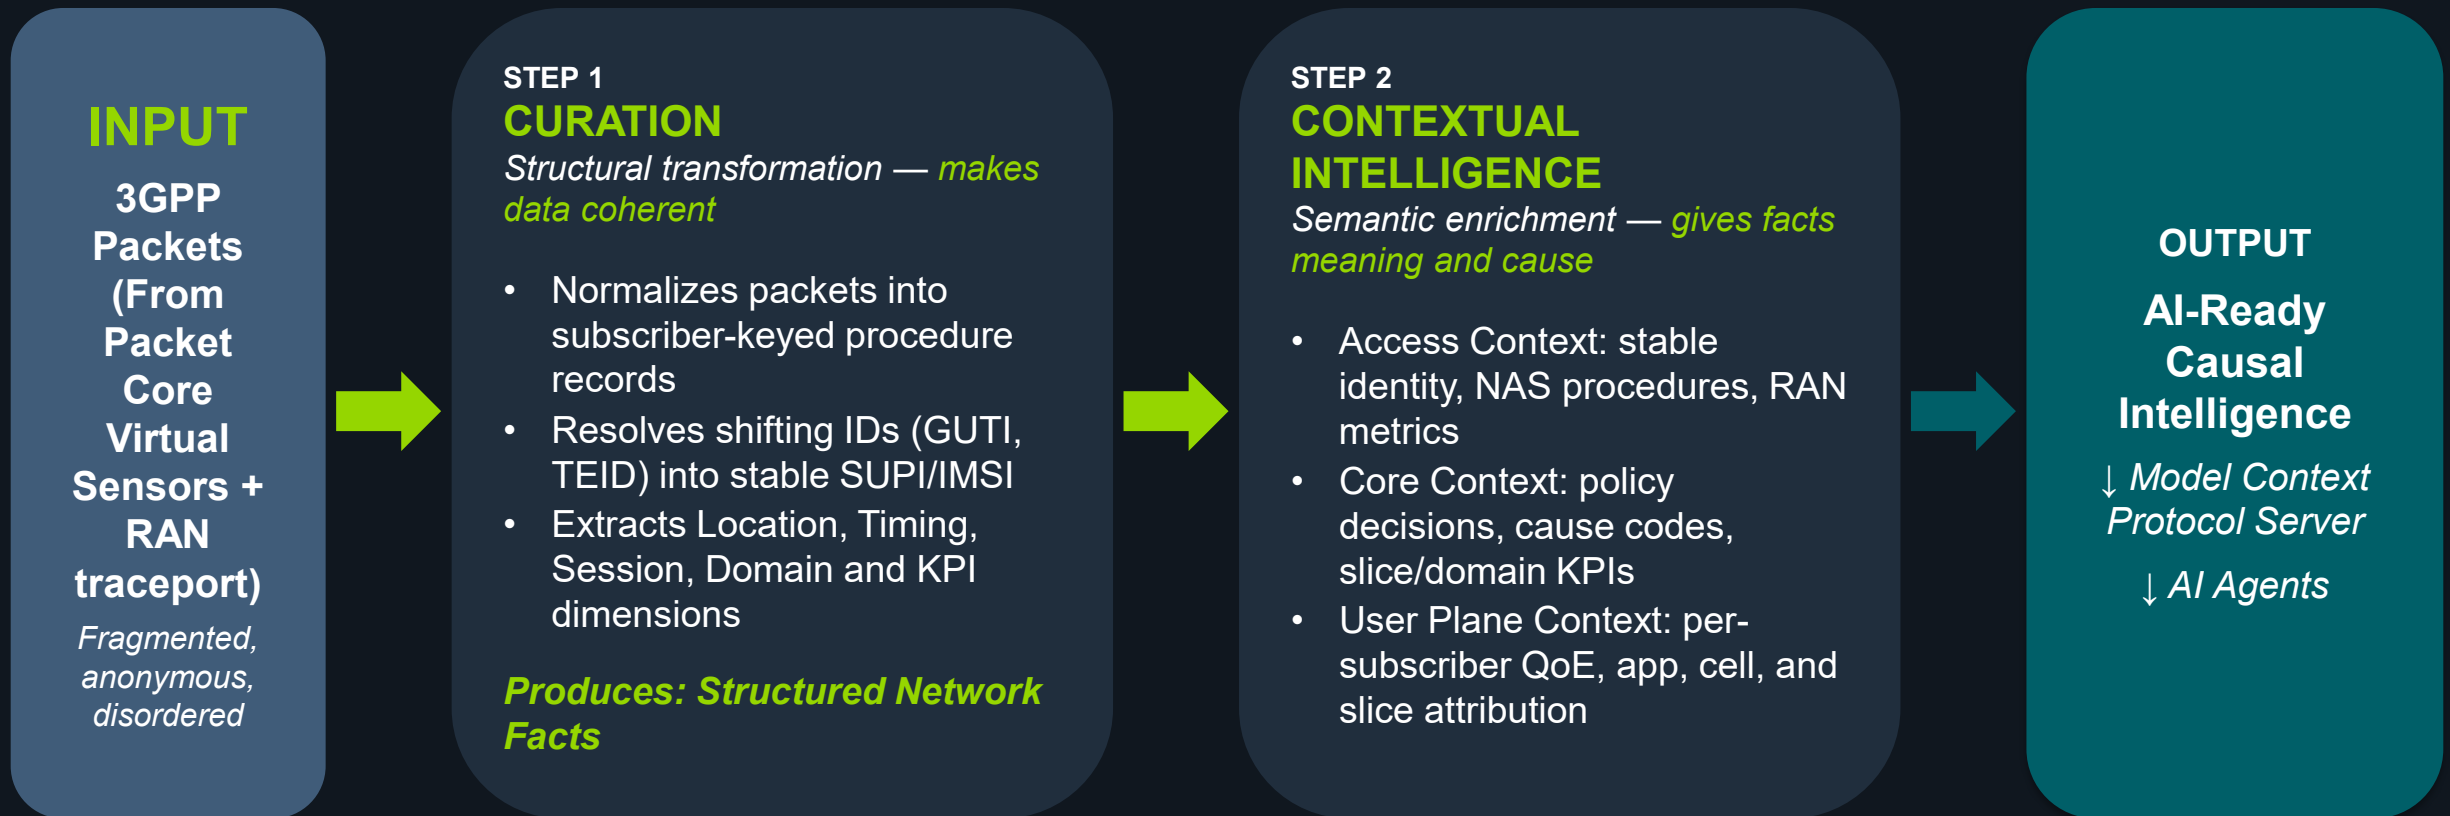 INPUT
3GPP
Packets
(From
Packet
Core
Virtual
Sensors +
RAN
traceport)
Fragmented,
anonymous,
disordered
STEP 1
CURATION
Structural transformation — makes
data coherent
• Normalizes packets into
subscriber-keyed procedure
records
• Resolves shifting IDs (GUTI,
TEID) into stable SUPI/IMSI
• Extracts Location, Timing,
Session, Domain and KPI
dimensions
Produces: Structured Network
Facts
STEP 2
CONTEXTUAL
INTELLIGENCE
Semantic enrichment — gives facts
meaning and cause
• Access Context: stable
identity, NAS procedures, RAN
metrics
• Core Context: policy
decisions, cause codes,
slice/domain KPIs
• User Plane Context: per-
subscriber QoE, app, cell, and
slice attribution
OUTPUT
AI-Ready
Causal
Intelligence
↓ Model Context
Protocol Server
↓ AI Agents